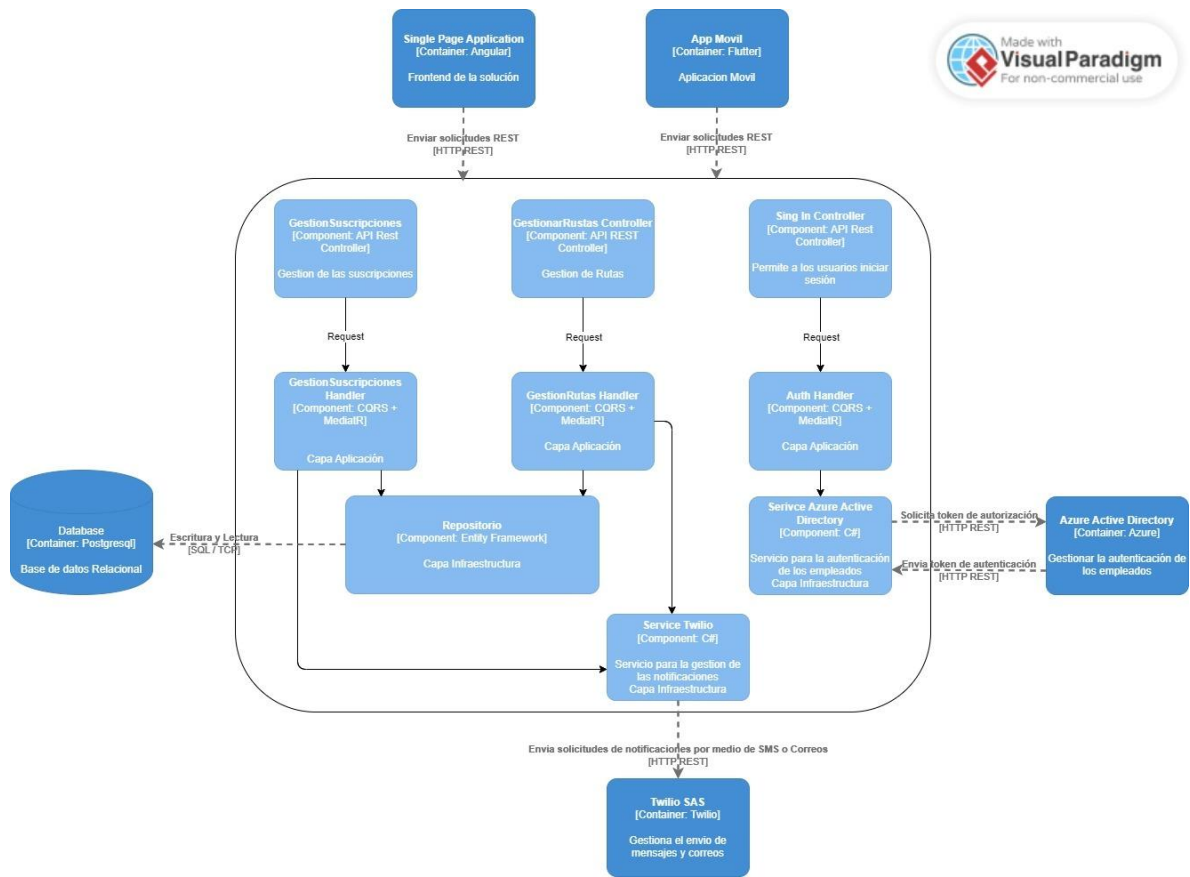 Single Page Application
[Container: Angular]
Frontend de la solución
App Movil
[Container: Flutter]
Aplicacion Movil
Made with
Visual Paradigm
For non-commercial use
Enviar solicitudes REST
[HTTP REST]
Enviar solicitudes REST
[HTTP REST]
GestionSuscripciones
[Component: API Rest
Controller]
Gestion de las suscripciones
GestionarRustas Controller
[Component: API REST
Controller]
Gestion de Rutas
Sing In Controller
[Component: API Rest
Controller]
Permite a los usuarios iniciar
sesión
Request
Request
Request
GestionSuscripciones
Handler
[Component: CQRS +
MediatR]
Capa Aplicación
GestionRutas Handler
[Component: CQRS +
MediatR]
Capa Aplicación
Auth Handler
[Component: CQRS +
MediatR]
Capa Aplicación
Database
[Container: Postgresql]
Base de datos Relacional
Escritura y Lectura
[SQL / TCP]
Repositorio
[Component: Entity Framework]
Capa Infraestructura
Serivce Azure Active
Directory
[Component: C#]
Servicio para la autenticación
de los empleados
Capa Infraestructura
Solicita token de autorización
[HTTP REST]
Envia token de autenticación
[HTTP REST]
Azure Active Directory
[Container: Azure]
Gestionar la autenticación de
los empleados
Service Twilio
[Component: C#]
Servicio para la gestion de
las notificaciones
Capa Infraestructura
Envia solicitudes de notificaciones por medio de SMS o Correos
[HTTP REST]
Twilio SAS
[Container: Twilio]
Gestiona el envio de
mensajes y correos